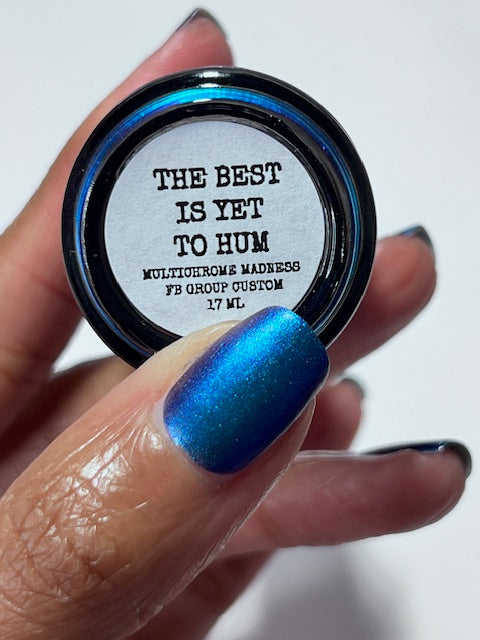 THE BEST
IS YET
TO HUM
MULTICHROME MADNESS
FB GROUP CUSTOM
17 ML